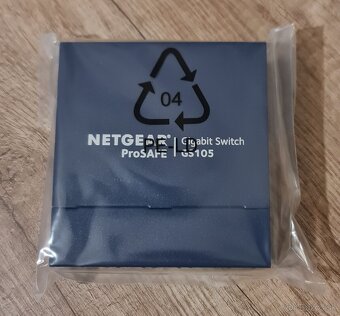 04
NETGEAR® | Gigabit Switch
PE-LD
ProSAFE | GS105